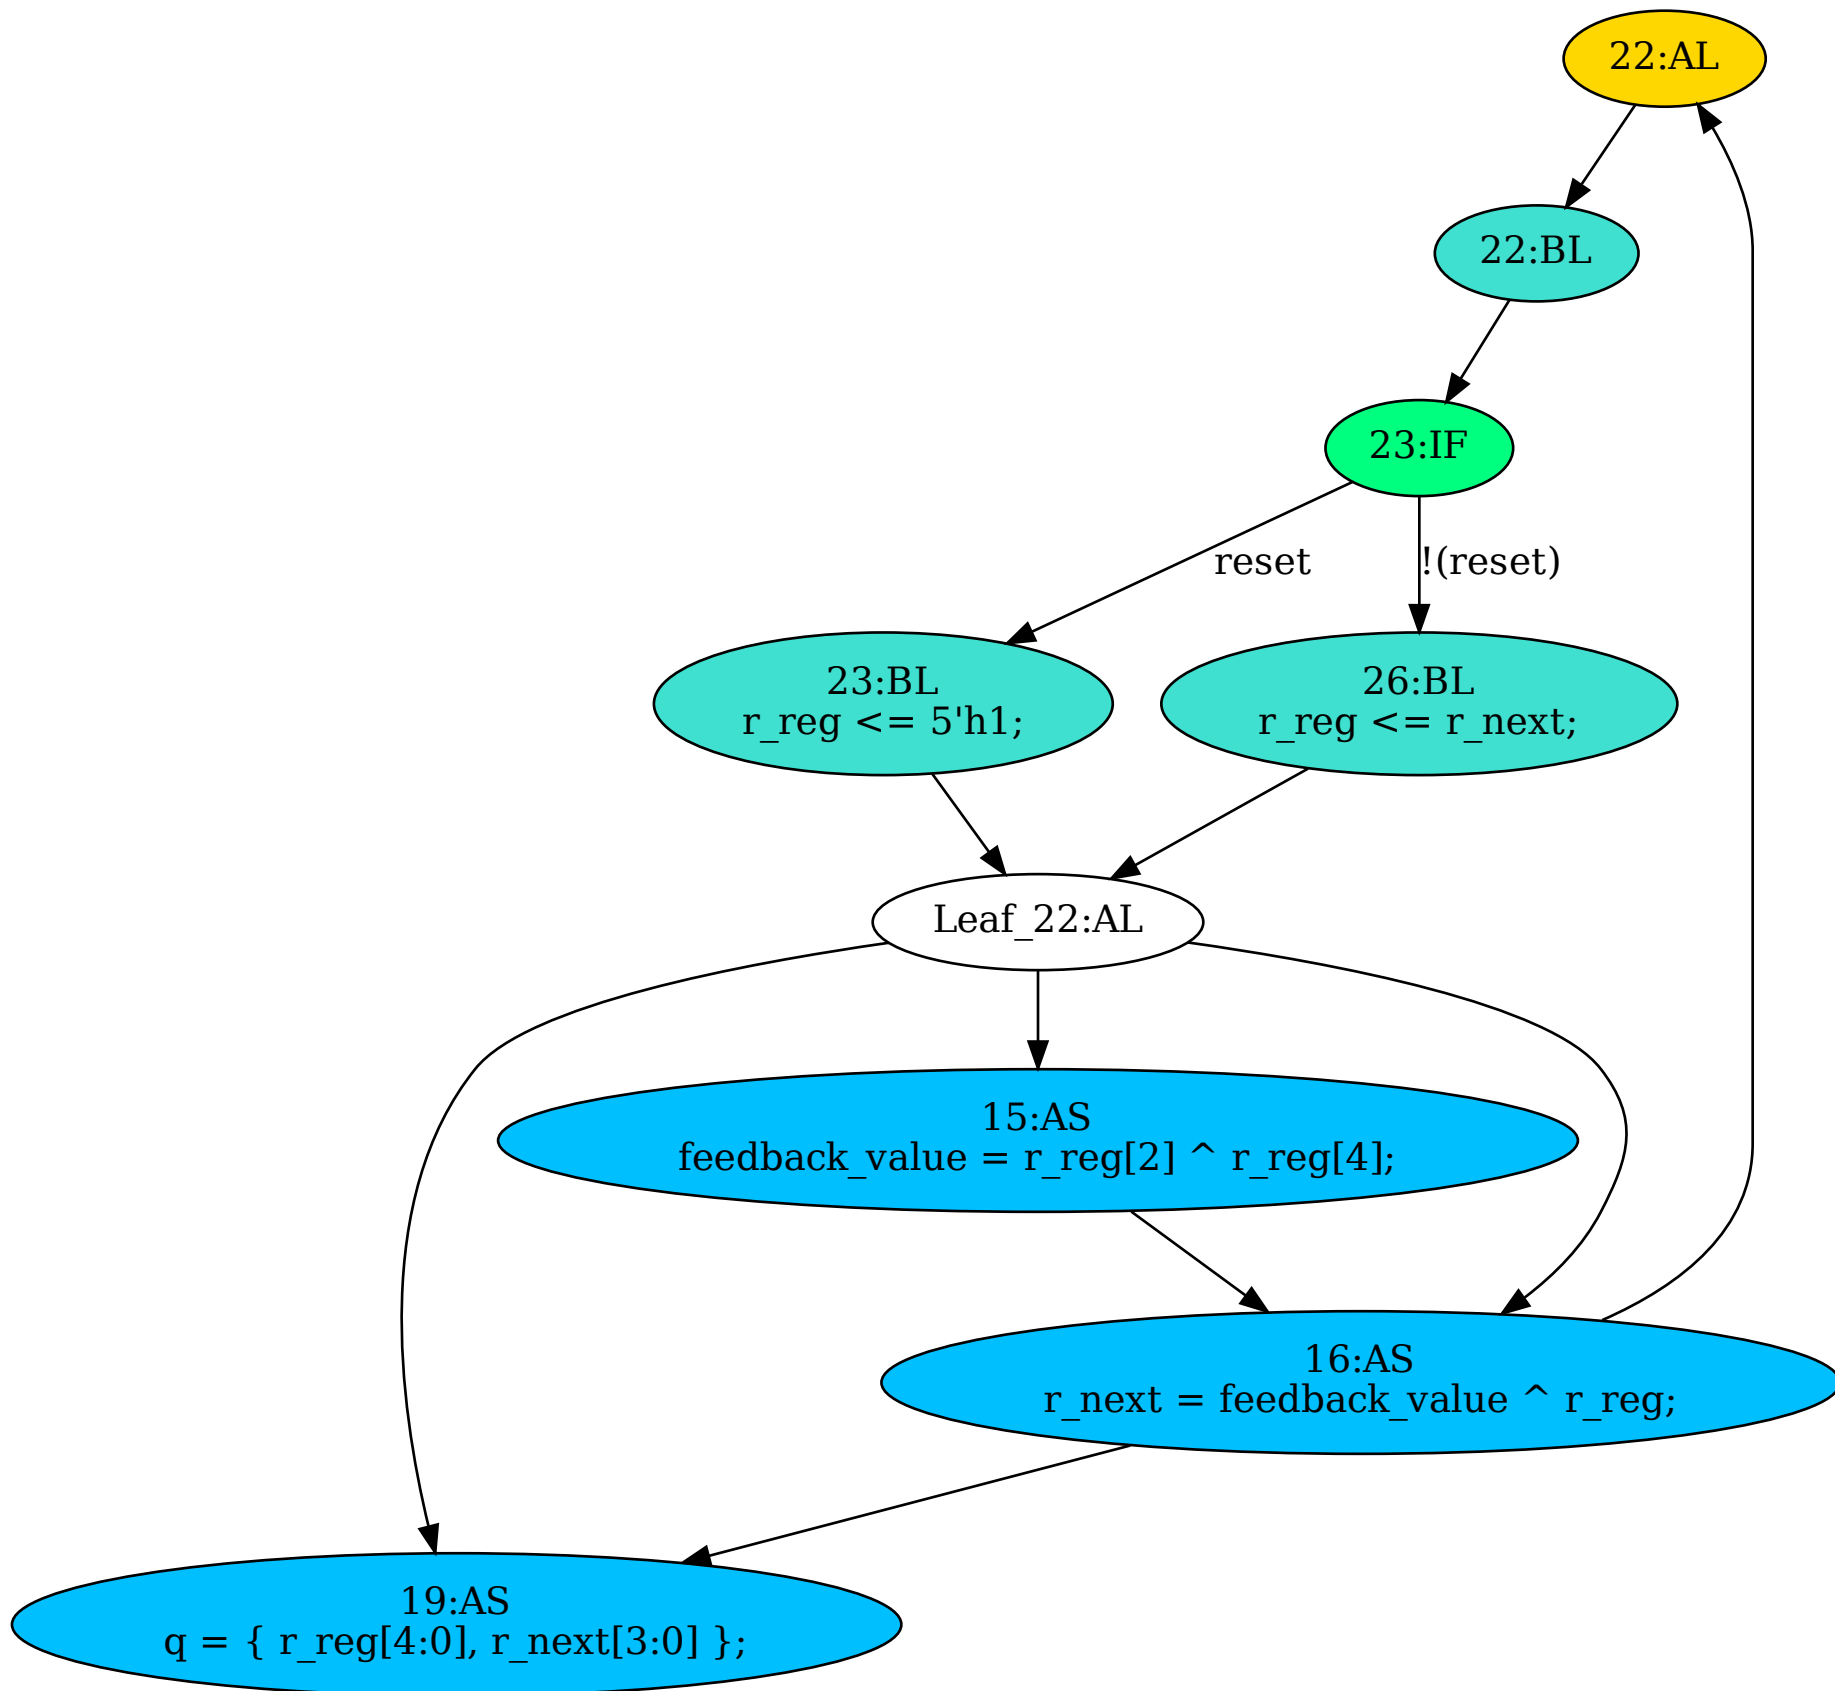 22:AL
22:BL
23:IF
reset
!(reset)
23:BL
r_reg <= 5'h1;
26:BL
r_reg <= r_next;
Leaf_22:AL
15:AS
feedback_value = r_reg[2] ^ r_reg[4];
16:AS
r_next = feedback_value ^ r_reg;
19:AS
q = { r_reg[4:0], r_next[3:0] };